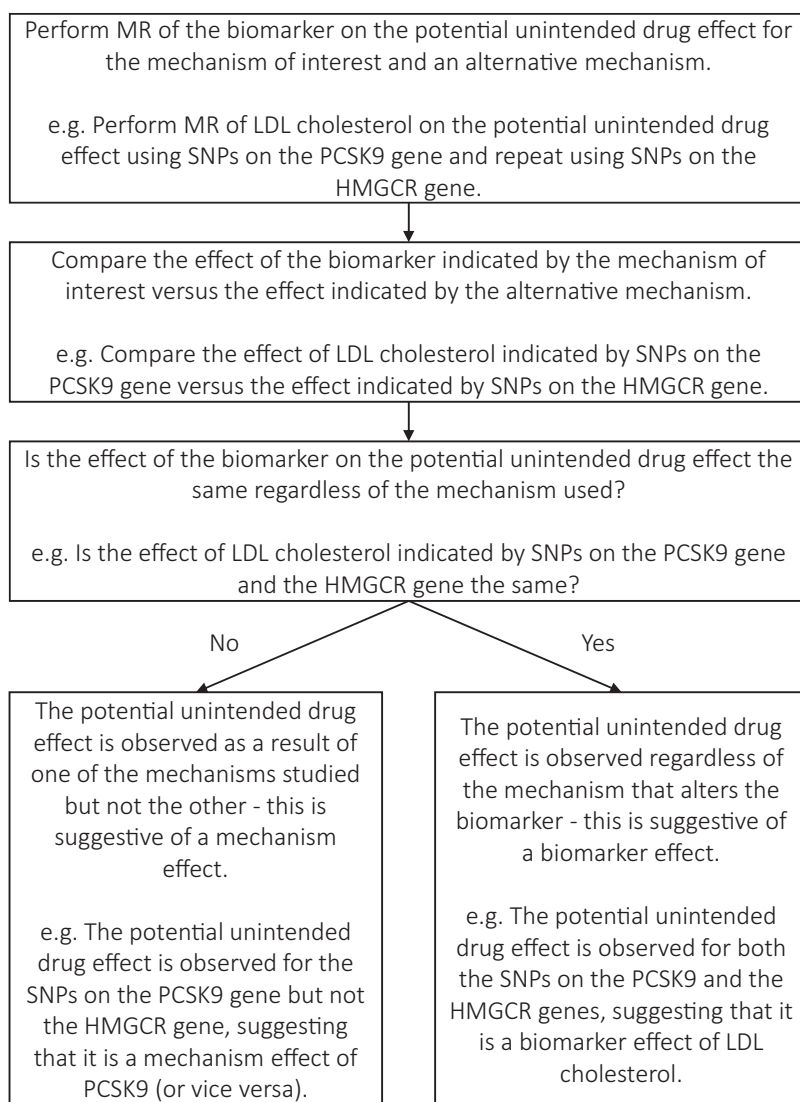 Perform MR of the biomarker on the potential unintended drug effect for
the mechanism of interest and an alternative mechanism.
e.g. Perform MR of LDL cholesterol on the potential unintended drug
effect using SNPs on the PCSK9 gene and repeat using SNPs on the
HMGCR gene.
Compare the effect of the biomarker indicated by the mechanism of
interest versus the effect indicated by the alternative mechanism.
e.g. Compare the effect of LDL cholesterol indicated by SNPs on the
PCSK9 gene versus the effect indicated by SNPs on the HMGCR gene.
Is the effect of the biomarker on the potential unintended drug effect the
same regardless of the mechanism used?
e.g. Is the effect of LDL cholesterol indicated by SNPs on the PCSK9 gene
and the HMGCR gene the same?
No
Yes
The potential unintended drug
effect is observed as a result of
one of the mechanisms studied
but not the other - this is
suggestive of a mechanism
effect.
e.g. The potential unintended
drug effect is observed for the
SNPs on the PCSK9 gene but not
the HMGCR gene, suggesting
that it is a mechanism effect of
PCSK9 (or vice versa).
The potential unintended drug
effect is observed regardless of
the mechanism that alters the
biomarker - this is suggestive of
a biomarker effect.
e.g. The potential unintended
drug effect is observed for both
the SNPs on the PCSK9 and the
HMGCR genes, suggesting that it
is a biomarker effect of LDL
cholesterol.